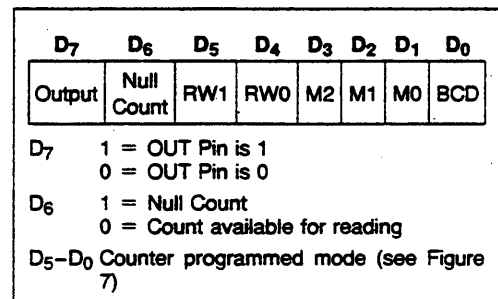 D7 D6 D5 D4 D3 D2 D1 D0
Output Null Count RW1 RW0 M2 M1 M0 BCD
D7 1 = OUT Pin is 1
0 = OUT Pin is 0
D6 1 = Null Count
0 = Count available for reading
D5–D0 Counter programmed mode (see Figure
7)